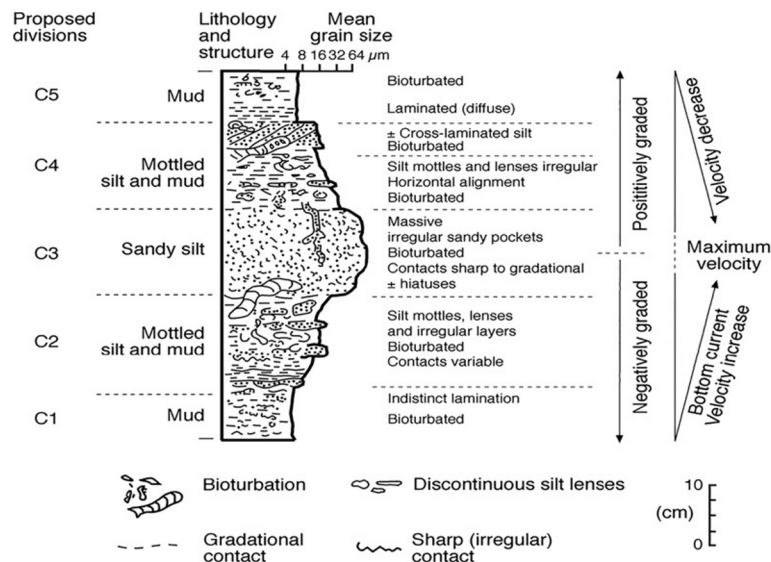 Proposed divisions
Lithology and structure
Mean grain size
4 8 16 32 64 μm
C5
Mud
Bioturbated
Laminated (diffuse)
C4
Mottled silt and mud
± Cross-laminated silt
Bioturbated
Silt mottles and lenses irregular
Horizontal alignment
Bioturbated
C3
Sandy silt
Massive
irregular sandy pockets
Bioturbated
Contacts sharp to gradational
± hiatuses
C2
Mottled silt and mud
Silt mottles, lenses
and irregular layers
Bioturbated
Contacts variable
C1
Mud
Indistinct lamination
Bioturbated
Posititively graded
Negatively graded
Velocity decrease
Maximum velocity
Bottom current
Velocity increase
Bioturbation
Discontinuous silt lenses
Gradational contact
Sharp (irregular) contact
10
(cm)
0